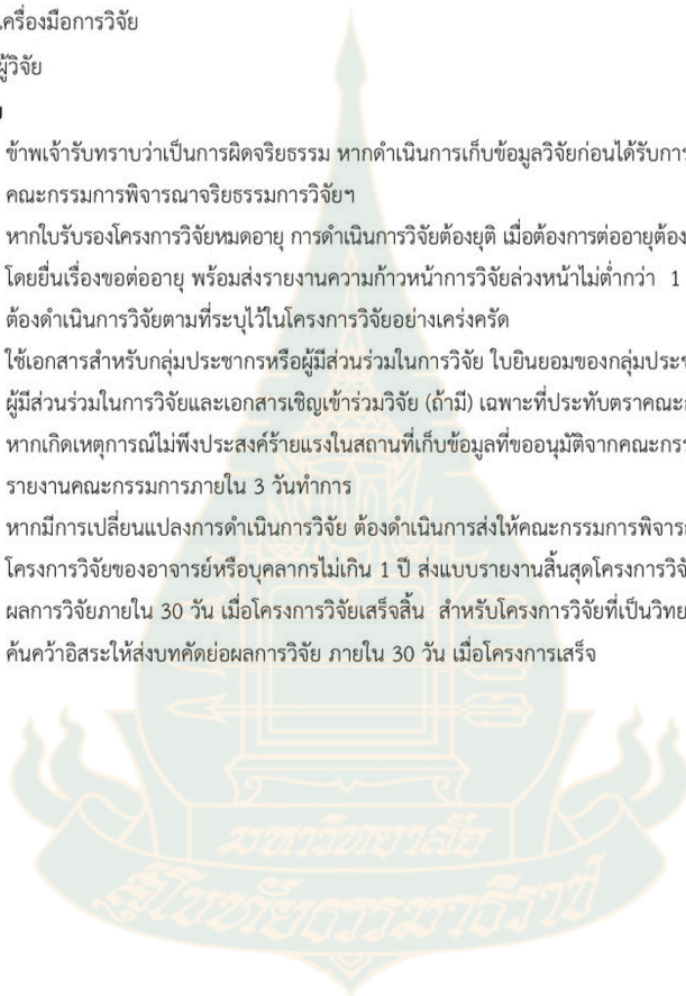 เครื่องมือการวิจัย
ผู้วิจัย
ข้าพเจ้ารับทราบว่าเป็นการผิดจริยธรรม หากดำเนินการเก็บข้อมูลวิจัยก่อนได้รับการ
คณะกรรมการพิจารณาจริยธรรมการวิจัยฯ
หากใบรับรองโครงการวิจัยหมดอายุ การดำเนินการวิจัยต้องยุติ เมื่อต้องการต่ออายุต้อง
โดยยื่นเรื่องขอต่ออายุ พร้อมส่งรายงานความก้าวหน้าการวิจัยล่วงหน้าไม่ต่ำกว่า 1
ต้องดำเนินการวิจัยตามที่ระบุไว้ในโครงการวิจัยอย่างเคร่งครัด
ใช้เอกสารสำหรับกลุ่มประชากรหรือผู้มีส่วนร่วมในการวิจัย ใบยินยอมของกลุ่มประช
ผู้มีส่วนร่วมในการวิจัยและเอกสารเชิญเข้าร่วมวิจัย (ถ้ามี) เฉพาะที่ประทับตราคณะ
หากเกิดเหตุการณ์ไม่พึงประสงค์ร้ายแรงในสถานที่เก็บข้อมูลที่ขออนุมัติจากคณะกรร
รายงานคณะกรรมการภายใน 3 วันทำการ
หากมีการเปลี่ยนแปลงการดำเนินการวิจัย ต้องดำเนินการส่งให้คณะกรรมการพิจาร
โครงการวิจัยของอาจารย์หรือบุคลากรไม่เกิน 1 ปี ส่งแบบรายงานสิ้นสุดโครงการวิจั
ผลการวิจัยภายใน 30 วัน เมื่อโครงการวิจัยเสร็จสิ้น สำหรับโครงการวิจัยที่เป็นวิทย
ค้นคว้าอิสระให้ส่งบทคัดย่อผลการวิจัย ภายใน 30 วัน เมื่อโครงการเสร็จ
มหาวิทยาลัย
สุโขทัยธรรมาธิราช